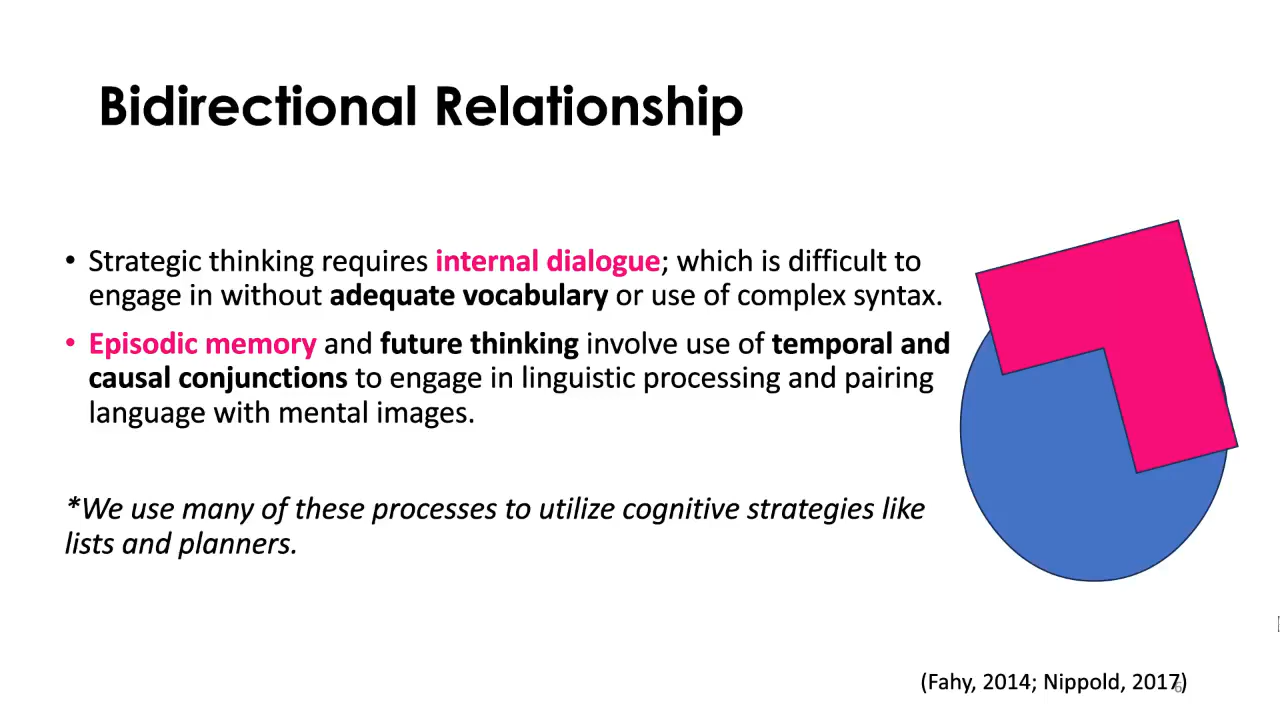 Bidirectional Relationship
• Strategic thinking requires internal dialogue; which is difficult to
engage in without adequate vocabulary or use of complex syntax.
• Episodic memory and future thinking involve use of temporal and
causal conjunctions to engage in linguistic processing and pairing
language with mental images.
*We use many of these processes to utilize cognitive strategies like
lists and planners.
(Fahy, 2014; Nippold, 2017)
6